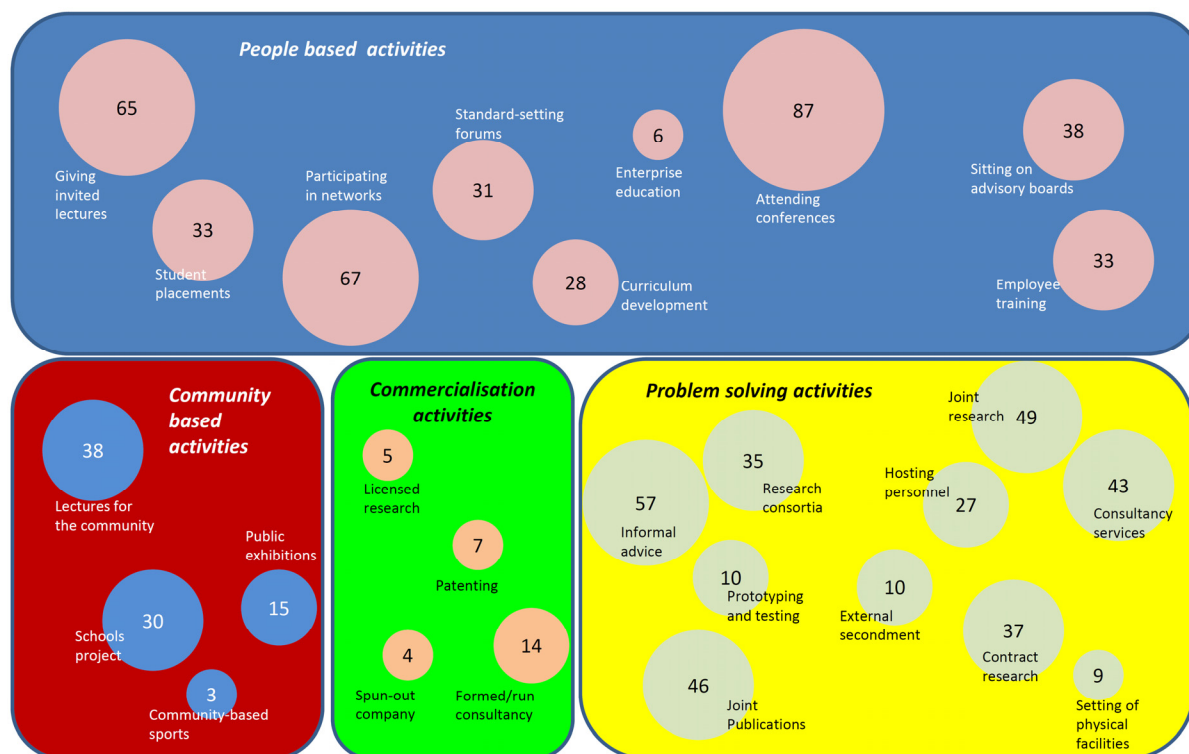 People based activities
65
Giving
invited
lectures
33
Student
placements
Participating
in networks
67
Standard-setting
forums
31
28
Curriculum
development
6
Enterprise
education
87
Attending
conferences
38
Sitting on
advisory boards
33
Employee
training
Community
based
activities
38
Lectures for
the community
Public
exhibitions
15
30
Schools
project
3
Community-based
sports
Commercialisation
activities
5
Licensed
research
7
Patenting
4
Spun-out
company
14
Formed/run
consultancy
Problem solving activities
57
Informal
advice
35
Research
consortia
10
Prototyping
and testing
46
Joint
Publications
Joint
research
49
Hosting
personnel
27
43
Consultancy
services
10
External
secondment
37
Contract
research
9
Setting of
physical
facilities